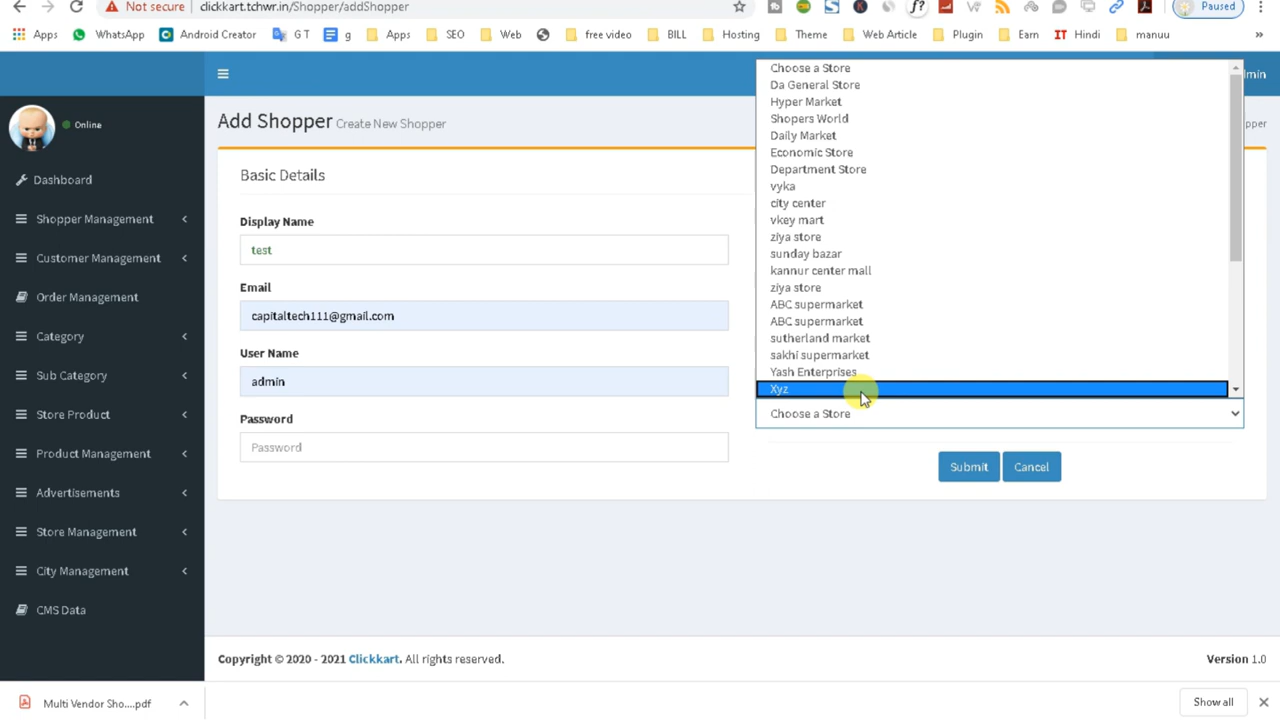 Not secure clickkart.tchwr.in/Shopper/addShopper Paused
Apps WhatsApp Android Creator G T g Apps SEO Web free video BILL Hosting Theme Web Article Plugin Earn IT Hindi manuu »
Online
Dashboard
Shopper Management
Customer Management
Order Management
Category
Sub Category
Store Product
Product Management
Advertisements
Store Management
City Management
CMS Data
Add Shopper Create New Shopper
Basic Details
Display Name
test
Email
capitaltech111@gmail.com
User Name
admin
Password
Password
Choose a Store
Da General Store
Hyper Market
Shopers World
Daily Market
Economic Store
Department Store
vyka
city center
vkey mart
ziya store
sunday bazar
kannur center mall
ziya store
ABC supermarket
ABC supermarket
sutherland market
sakhi supermarket
Yash Enterprises
Xyz
Choose a Store
Submit Cancel
Copyright © 2020 - 2021 Clickkart. All rights reserved. Version 1.0
Multi Vendor Sho....pdf Show all